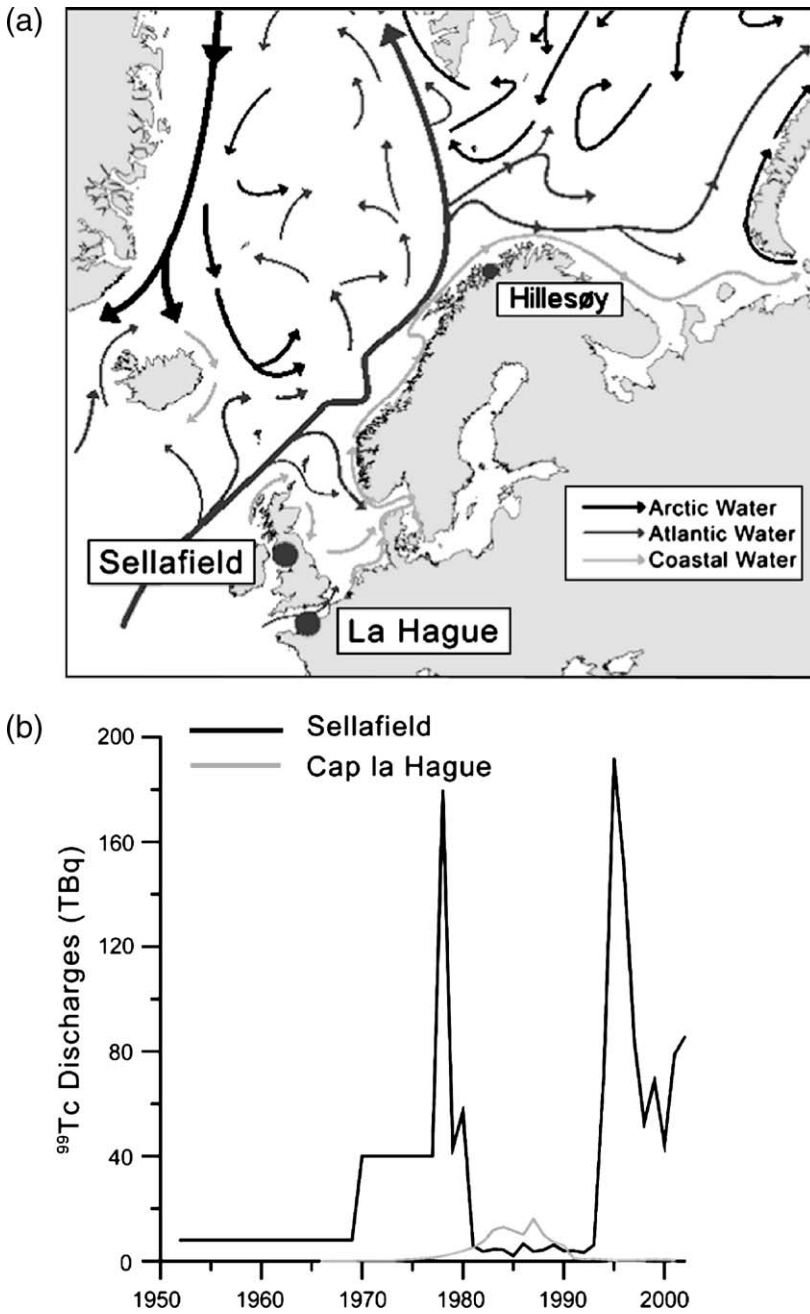 (a)
Hillesøy
Arctic Water
Atlantic Water
Coastal Water
Sellafield
La Hague
(b)
Sellafield
Cap la Hague
200
160
120
80
40
0
⁹⁹Tc Discharges (TBq)
1950 1960 1970 1980 1990 2000